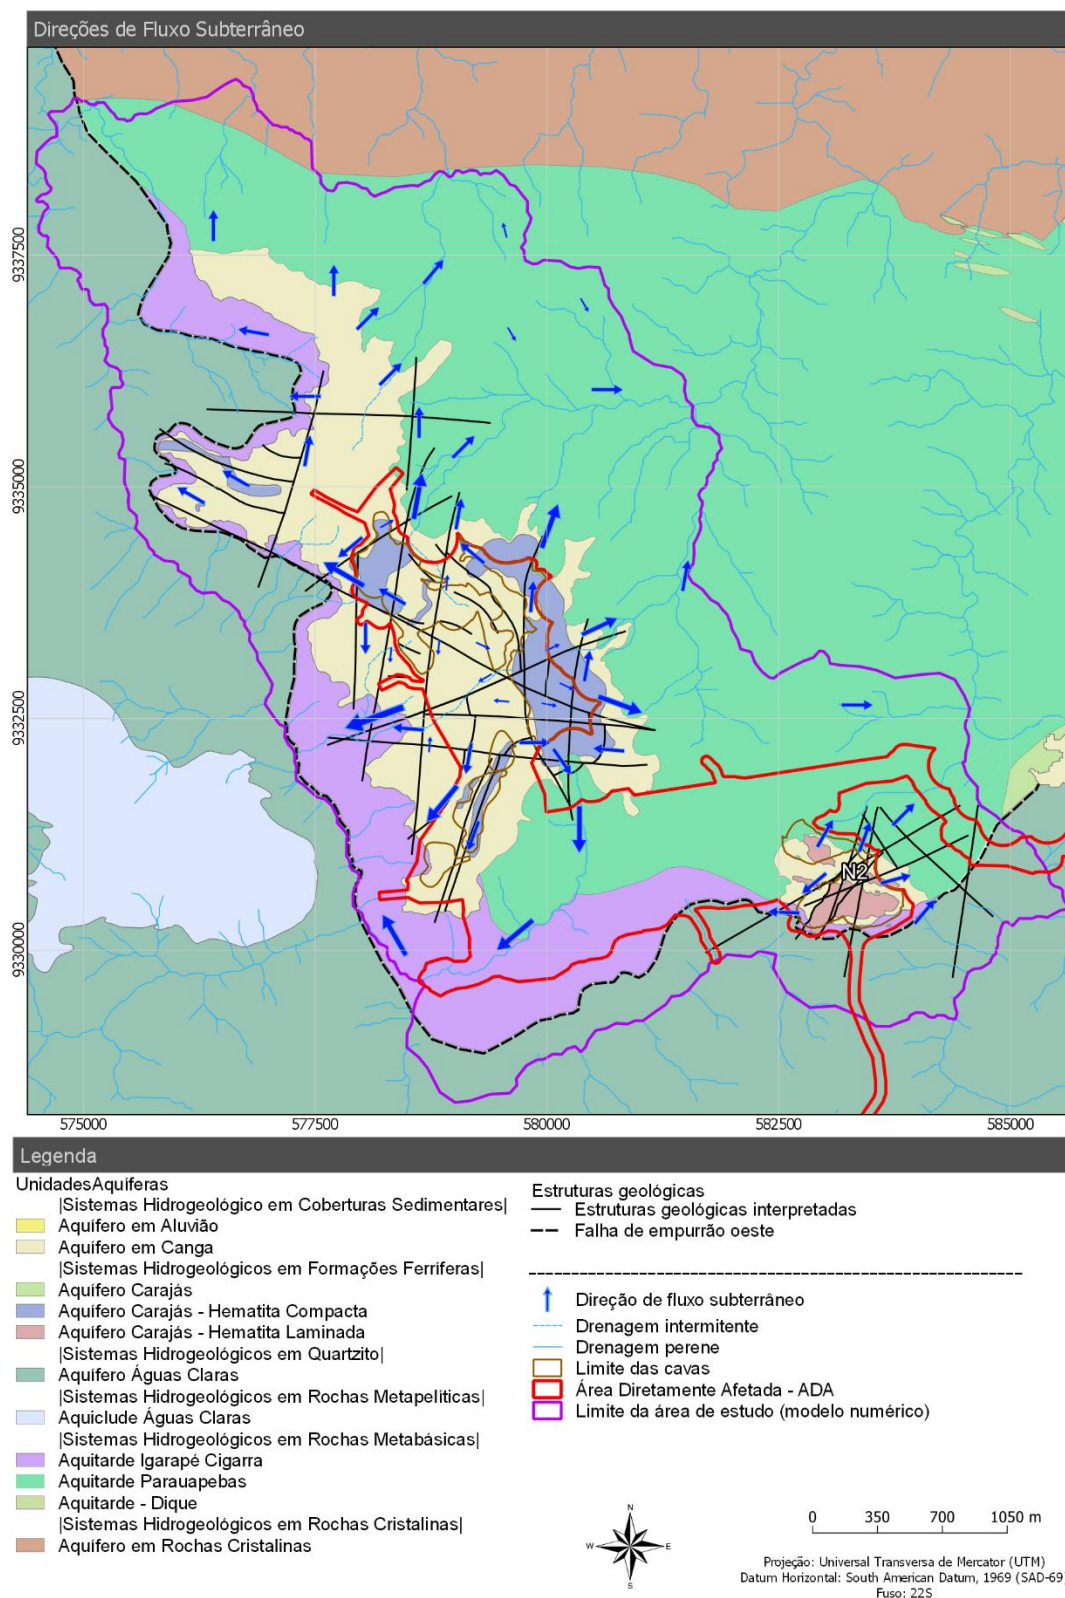 Direções de Fluxo Subterrâneo
9337500
9335000
9332500
9330000
N2
575000
577500
580000
582500
585000
Legenda
UnidadesAquíferas
|Sistemas Hidrogeológico em Coberturas Sedimentares|
Aquífero em Aluvião
Aquífero em Canga
|Sistemas Hidrogeológicos em Formações Ferríferas|
Aquífero Carajás
Aquífero Carajás - Hematita Compacta
Aquífero Carajás - Hematita Laminada
|Sistemas Hidrogeológicos em Quartzito|
Aquífero Águas Claras
|Sistemas Hidrogeológicos em Rochas Metapelíticas|
Aquiclude Águas Claras
|Sistemas Hidrogeológicos em Rochas Metabásicas|
Aquitarde Igarapé Cigarra
Aquitarde Parauapebas
Aquitarde - Dique
|Sistemas Hidrogeológicos em Rochas Cristalinas|
Aquífero em Rochas Cristalinas
Estruturas geológicas
Estruturas geológicas interpretadas
Falha de empurrão oeste
Direção de fluxo subterrâneo
Drenagem intermitente
Drenagem perene
Limite das cavas
Área Diretamente Afetada - ADA
Limite da área de estudo (modelo numérico)
N
W E
S
0 350 700 1050 m
Projeção: Universal Transversa de Mercator (UTM)
Datum Horizontal: South American Datum, 1969 (SAD-69)
Fuso: 22S